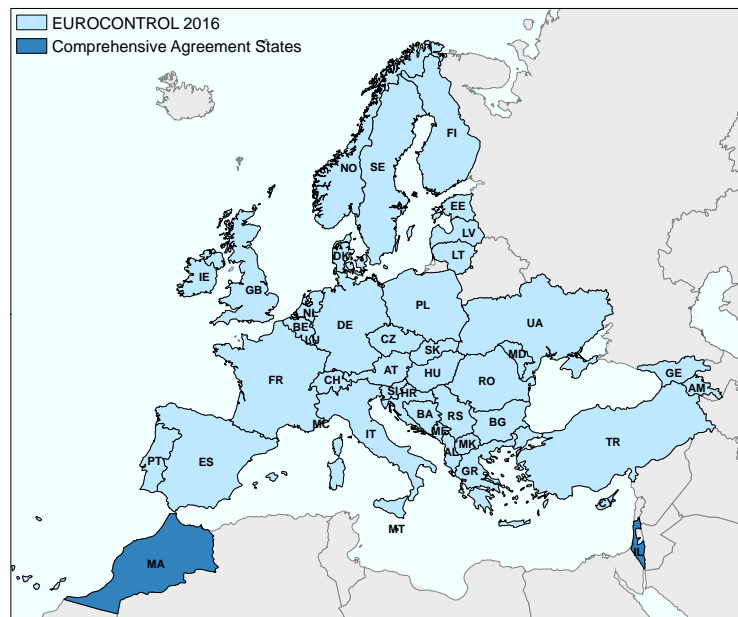 EUROCONTROL 2016
Comprehensive Agreement States
FI
NO
SE
EE
LV
LT
DK
IE
GB
NL
BE
LU
DE
PL
UA
CZ
SK
MD
AT
HU
CH
FR
RO
SI
HR
GE
AM
BA
RS
BG
MC
IT
ME
MK
AL
TR
PT
ES
GR
CY
MT
IL
MA